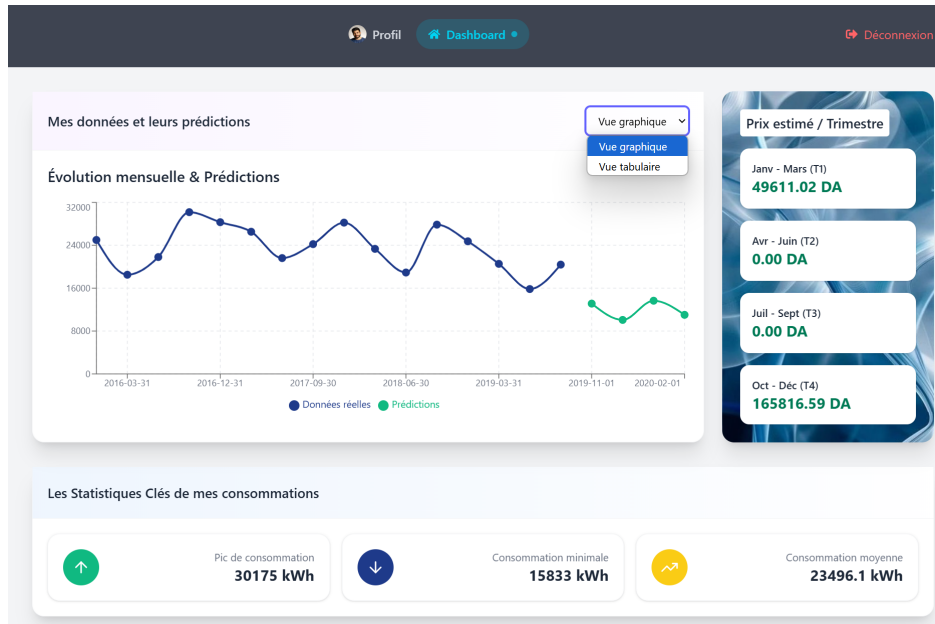 Profil
Dashboard
Déconnexion
Mes données et leurs prédictions
Vue graphique
Vue graphique
Vue tabulaire
Évolution mensuelle & Prédictions
32000
24000
16000
8000
0
2016-03-31 2016-12-31 2017-09-30 2018-06-30 2019-03-31 2019-11-01 2020-02-01
Données réelles Prédictions
Prix estimé / Trimestre
Janv - Mars (T1)
49611.02 DA
Avr - Juin (T2)
0.00 DA
Juil - Sept (T3)
0.00 DA
Oct - Déc (T4)
165816.59 DA
Les Statistiques Clés de mes consommations
Pic de consommation
30175 kWh
Consommation minimale
15833 kWh
Consommation moyenne
23496.1 kWh